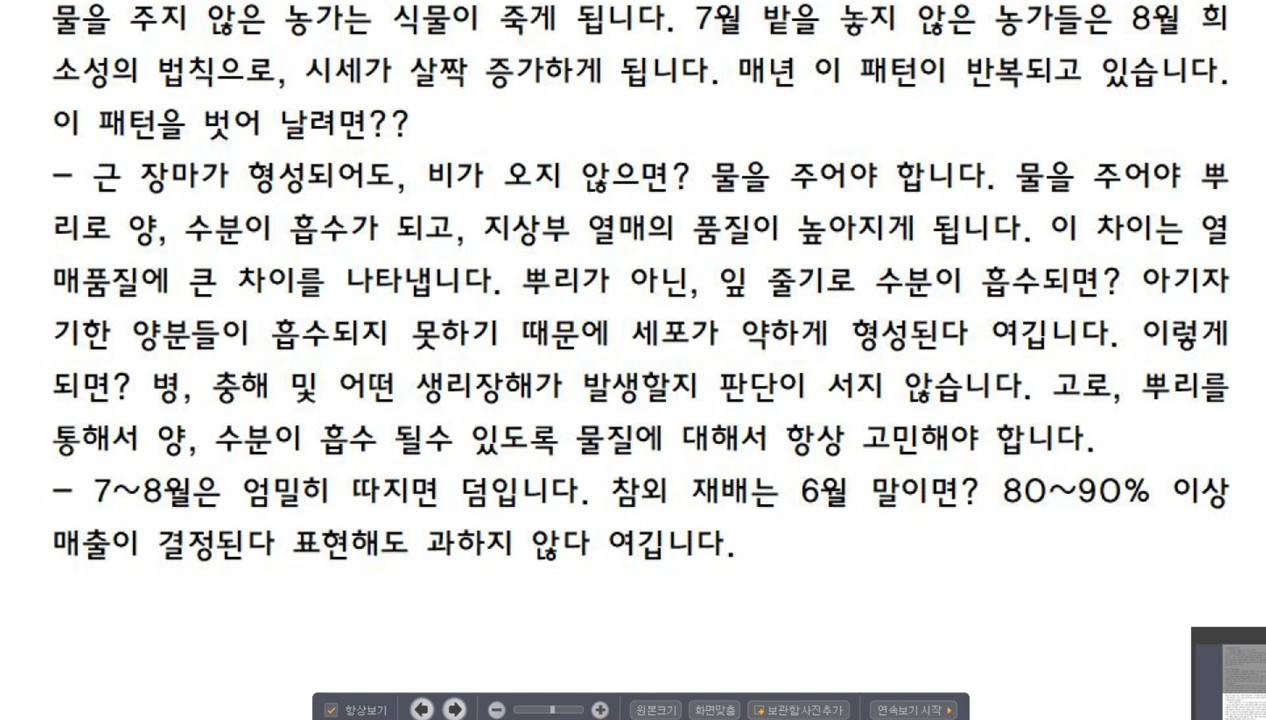 물을 주지 않은 농가는 식물이 죽게 됩니다. 7월 밭을 놓지 않은 농가들은 8월 희
소성의 법칙으로, 시세가 살짝 증가하게 됩니다. 매년 이 패턴이 반복되고 있습니다.
이 패턴을 벗어 날려면??
- 근 장마가 형성되어도, 비가 오지 않으면? 물을 주어야 합니다. 물을 주어야 뿌
리로 양, 수분이 흡수가 되고, 지상부 열매의 품질이 높아지게 됩니다. 이 차이는 열
매품질에 큰 차이를 나타냅니다. 뿌리가 아닌, 잎 줄기로 수분이 흡수되면? 아기자
기한 양분들이 흡수되지 못하기 때문에 세포가 약하게 형성된다 여깁니다. 이렇게
되면? 병, 충해 및 어떤 생리장해가 발생할지 판단이 서지 않습니다. 고로, 뿌리를
통해서 양, 수분이 흡수 될수 있도록 물질에 대해서 항상 고민해야 합니다.
- 7~8월은 엄밀히 따지면 덤입니다. 참외 재배는 6월 말이면? 80~90% 이상
매출이 결정된다 표현해도 과하지 않다 여깁니다.
항상보기 원본크기 화면맞춤 보관함 사진추가 연속보기 시작